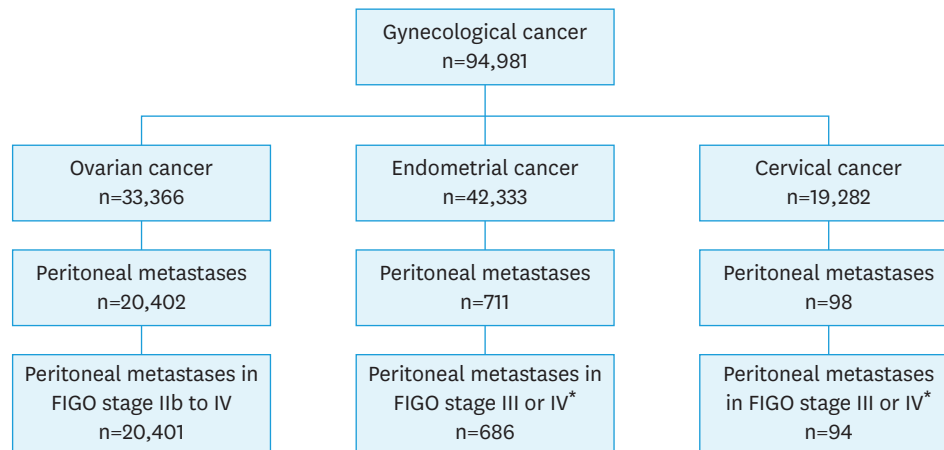 Gynecological cancer
n=94,981
Ovarian cancer
n=33,366
Endometrial cancer
n=42,333
Cervical cancer
n=19,282
Peritoneal metastases
n=20,402
Peritoneal metastases
n=711
Peritoneal metastases
n=98
Peritoneal metastases in
FIGO stage IIb to IV
n=20,401
Peritoneal metastases in
FIGO stage III or IV*
n=686
Peritoneal metastases
in FIGO stage III or IV*
n=94